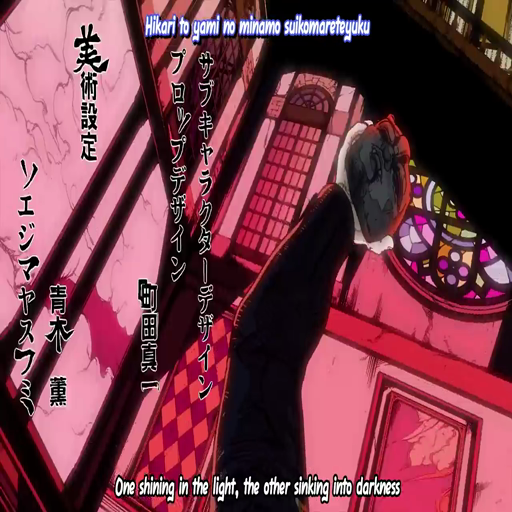 Hikari to yami no minamo suikomareteyuku
サブキャラクターデザイン
プロップデザイン
町田真一
美術設定
青木 薫
ソエジマヤスフミ
One shining in the light, the other sinking into darkness